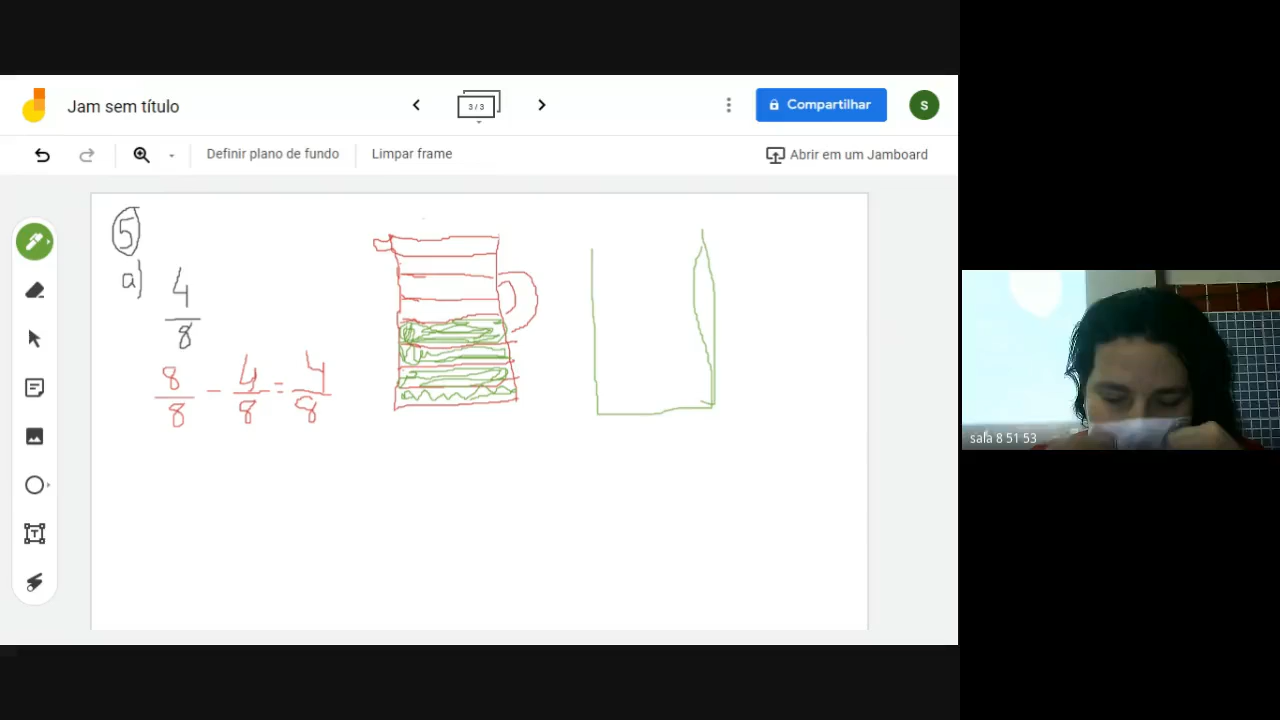 Jam sem título
3 / 3
Compartilhar
S
Definir plano de fundo
Limpar frame
Abrir em um Jamboard
5
a) 4/8
8/8 - 4/8 = 4/8
T
sala 8 51 53